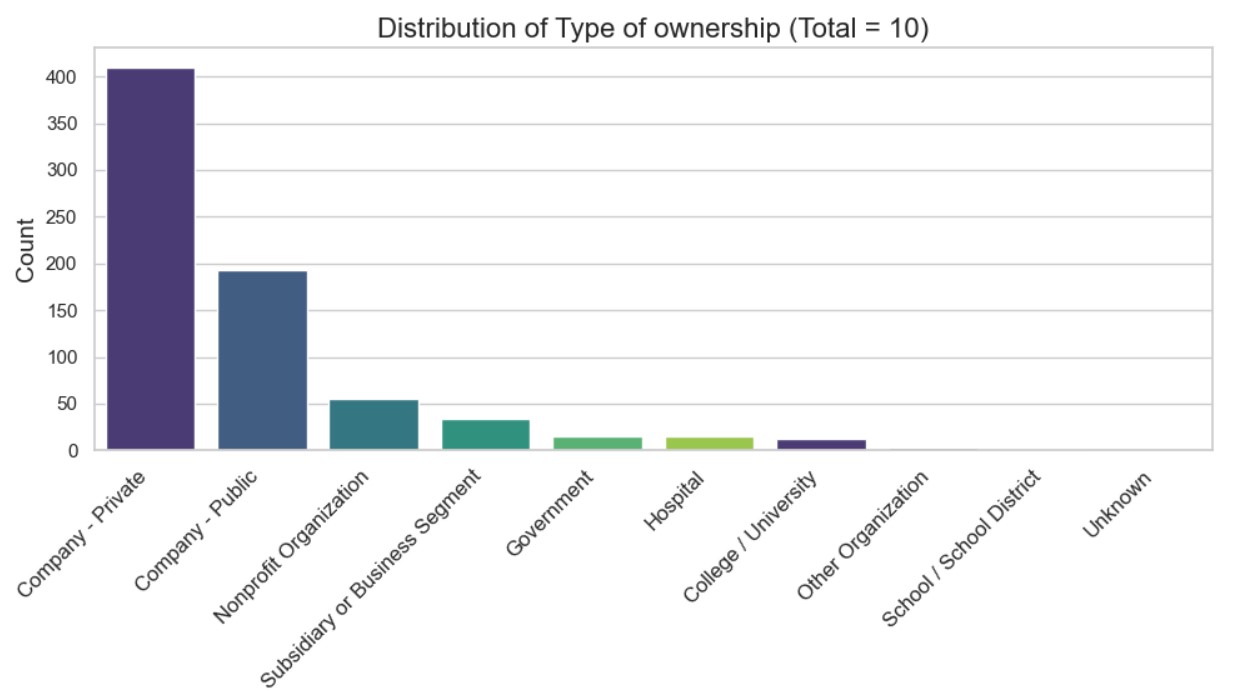 Distribution of Type of ownership (Total = 10)
Count
400
350
300
250
200
150
100
50
0
Company - Private
Company - Public
Nonprofit Organization
Subsidiary or Business Segment
Government
Hospital
College / University
Other Organization
School / School District
Unknown